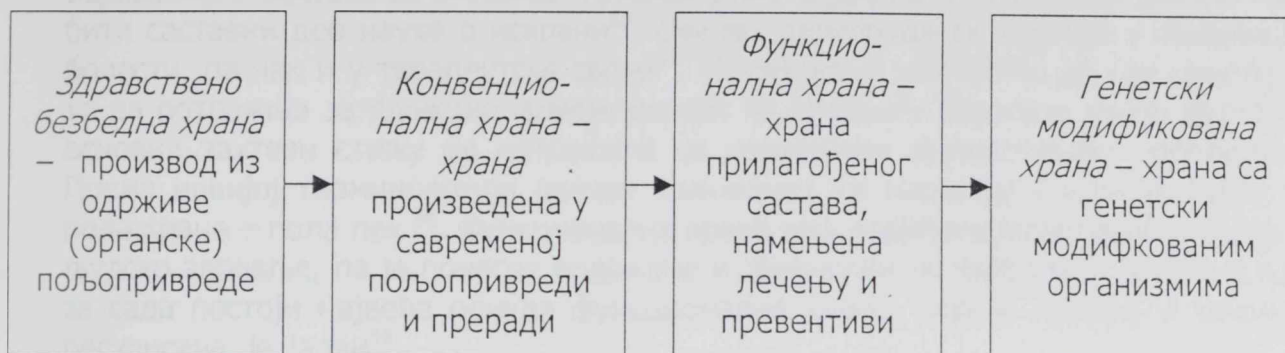 Здравствено
безбедна храна
– производ из
одрживе
(органске)
пољопривреде
Конвенцио-
нална храна –
храна
произведена у
савременој
пољопривреди
и преради
Функцио-
нална храна –
храна
прилагођеног
састава,
намењена
лечењу и
превентиви
Генетски
модификована
храна – храна са
генетски
модифкованим
организмима